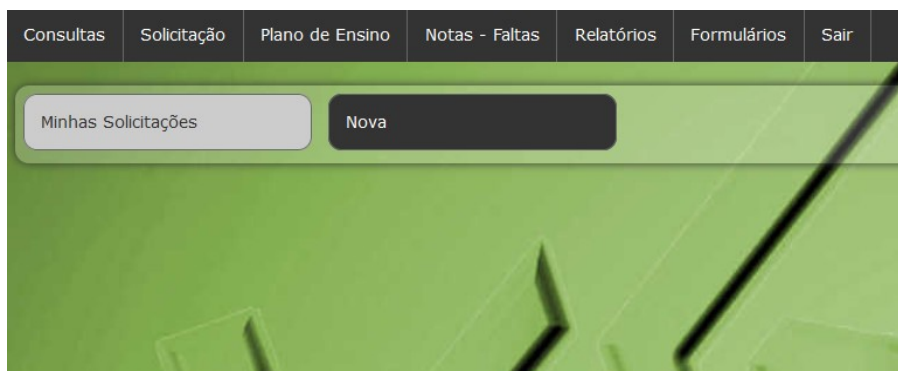 Consultas Solicitação Plano de Ensino Notas - Faltas Relatórios Formulários Sair
Minhas Solicitações Nova